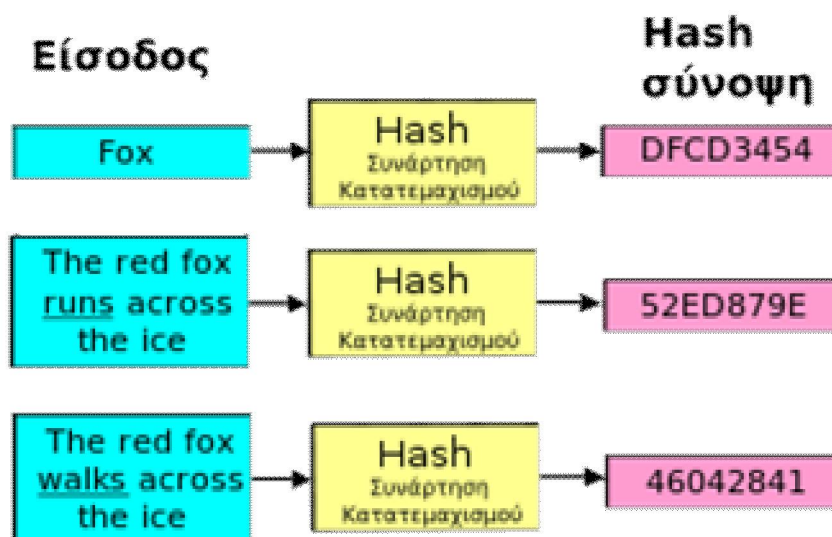 Είσοδος
Hash
σύνοψη
Fox
Hash
Συνάρτηση
Κατατεμαχισμού
DFCD3454
The red fox
runs across
the ice
Hash
Συνάρτηση
Κατατεμαχισμού
52ED879E
The red fox
walks across
the ice
Hash
Συνάρτηση
Κατατεμαχισμού
46042841